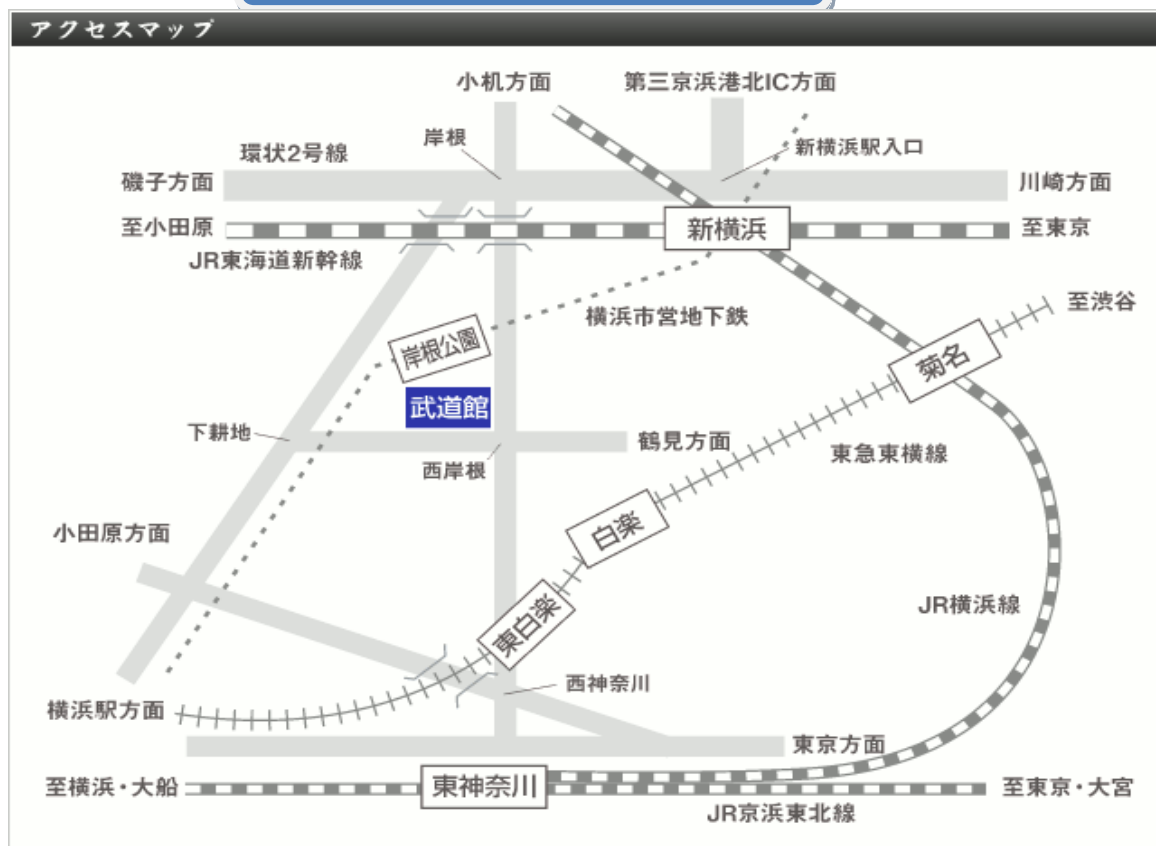 アクセスマップ
小机方面
第三京浜港北IC方面
岸根
新横浜駅入口
環状2号線
磯子方面
川崎方面
至小田原
新横浜
至東京
JR東海道新幹線
至渋谷
横浜市営地下鉄
岸根公園
菊名
武道館
下耕地
鶴見方面
東急東横線
西岸根
小田原方面
白楽
JR横浜線
東白楽
西神奈川
横浜駅方面
東京方面
至横浜・大船
東神奈川
至東京・大宮
JR京浜東北線